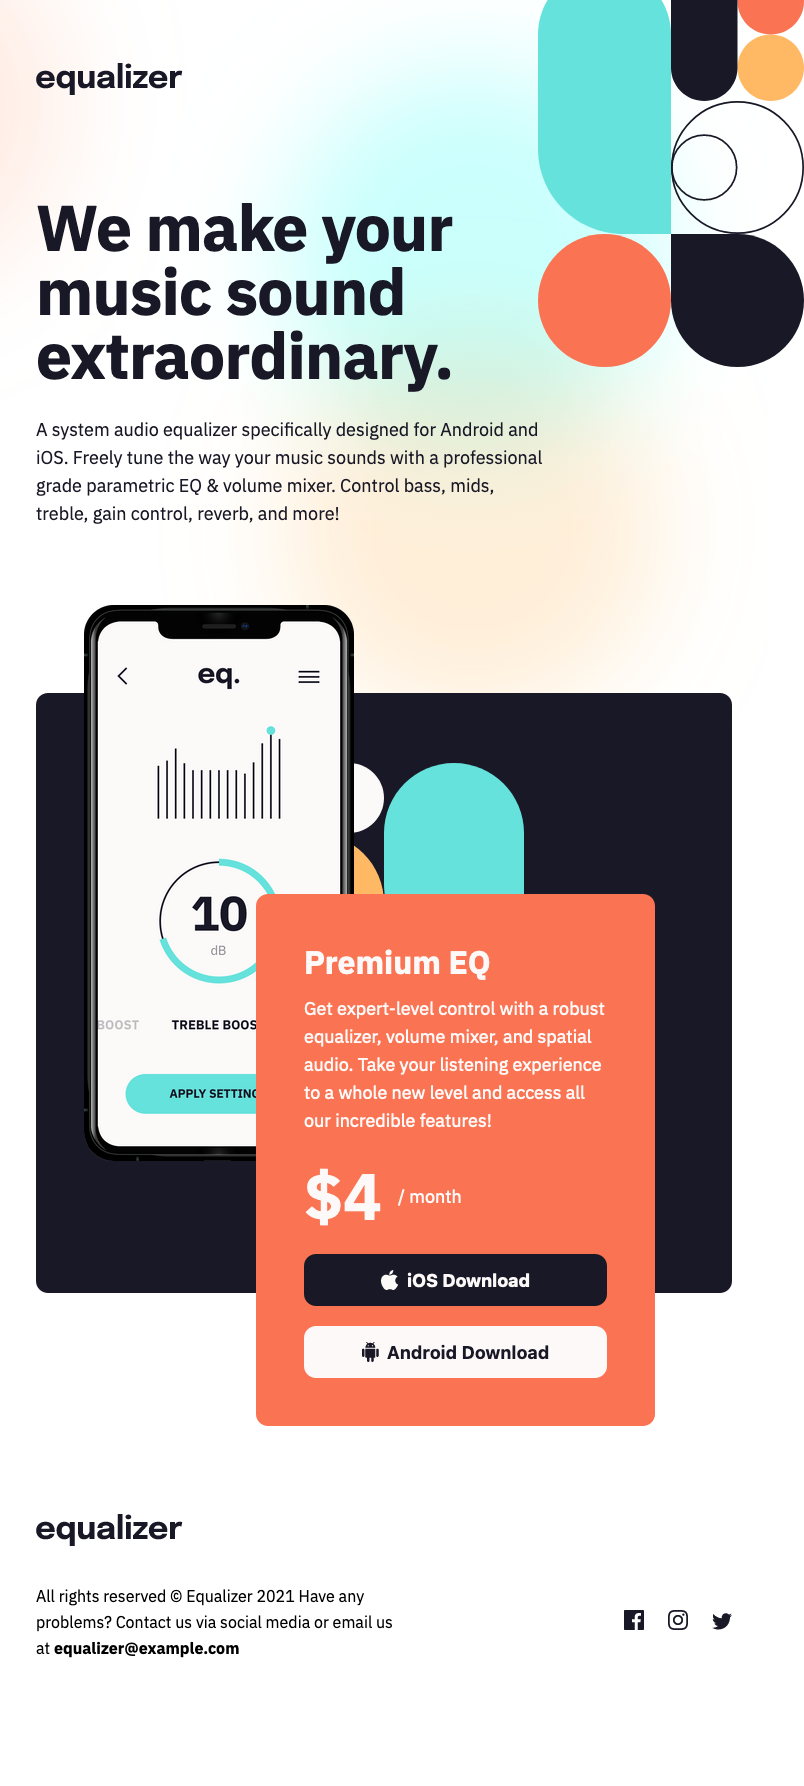 equalizer
We make your
music sound
extraordinary.
A system audio equalizer specifically designed for Android and
iOS. Freely tune the way your music sounds with a professional
grade parametric EQ & volume mixer. Control bass, mids,
treble, gain control, reverb, and more!
eq.
10
dB
BOOST TREBLE BOOS
APPLY SETTING
Premium EQ
Get expert-level control with a robust
equalizer, volume mixer, and spatial
audio. Take your listening experience
to a whole new level and access all
our incredible features!
$4 / month
iOS Download
Android Download
equalizer
All rights reserved © Equalizer 2021 Have any
problems? Contact us via social media or email us
at equalizer@example.com